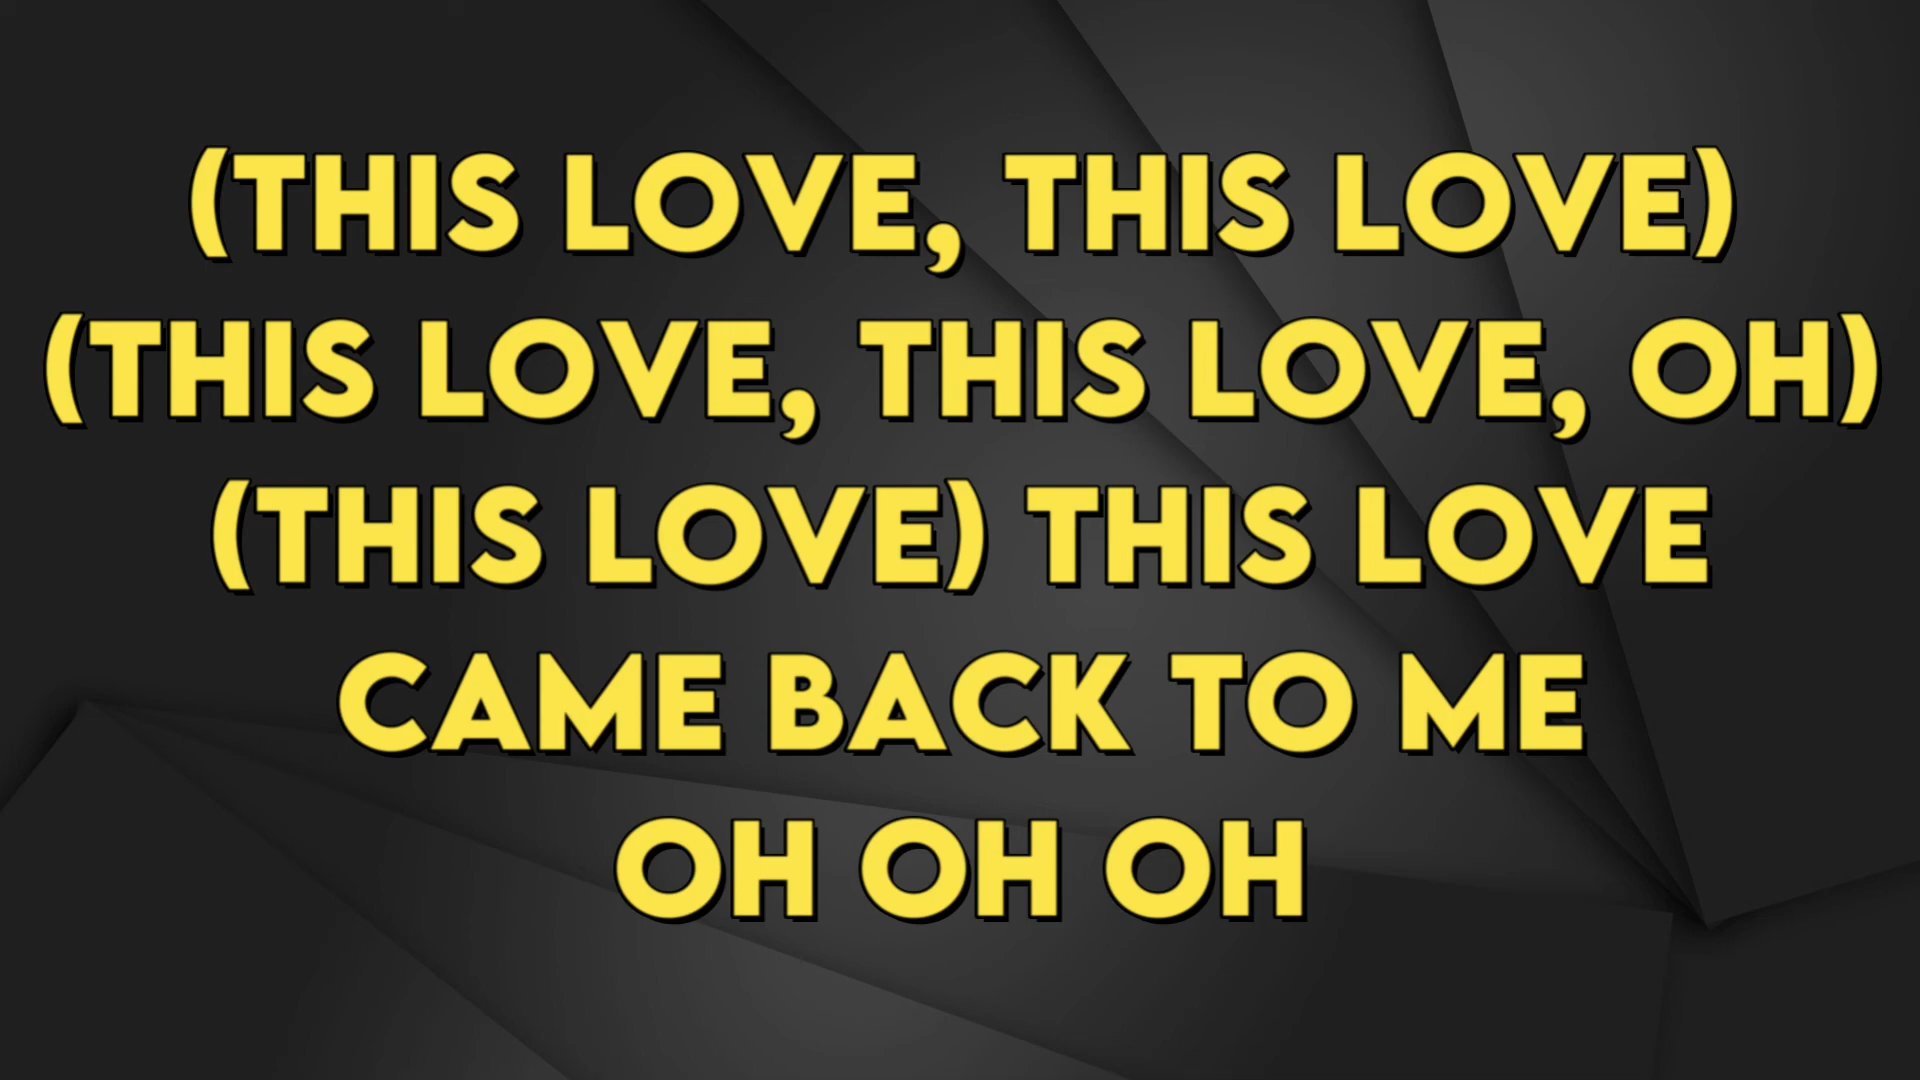 (THIS LOVE, THIS LOVE)
(THIS LOVE, THIS LOVE, OH)
(THIS LOVE) THIS LOVE
CAME BACK TO ME
OH OH OH